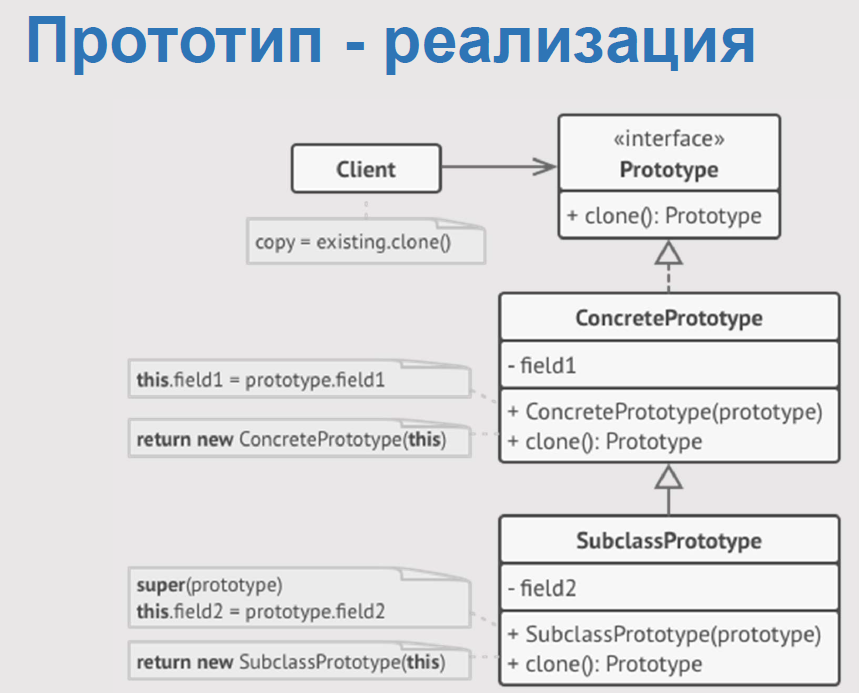 Прототип - реализация
«interface»
Client
Prototype
+ clone(): Prototype
copy = existing.clone()
ConcretePrototype
- field1
this.field1 = prototype.field1
+ ConcretePrototype(prototype)
return new ConcretePrototype(this)
+ clone(): Prototype
SubclassPrototype
super(prototype)
- field2
this.field2 = prototype.field2
+ SubclassPrototype(prototype)
return new SubclassPrototype(this)
+ clone(): Prototype